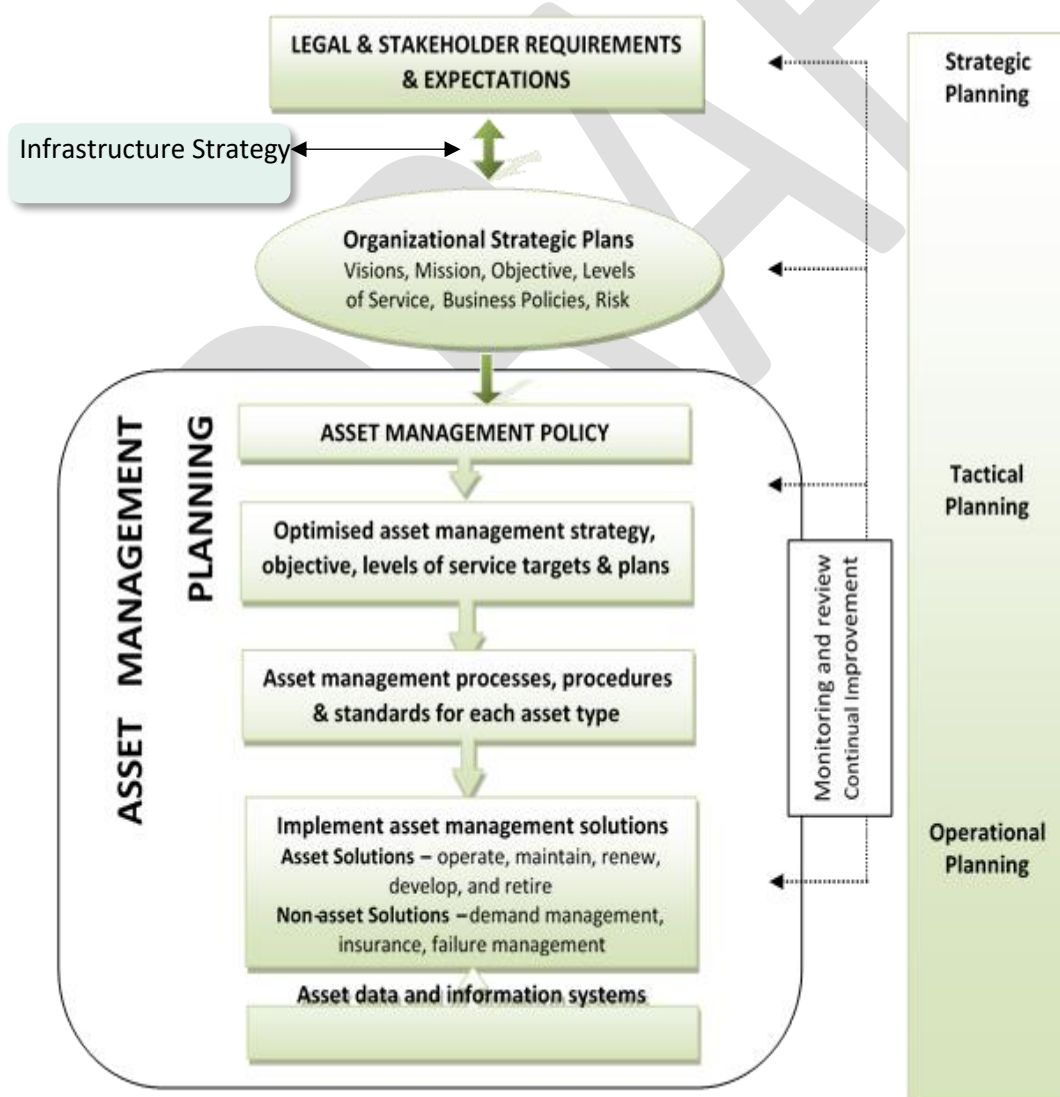 LEGAL & STAKEHOLDER REQUIREMENTS
& EXPECTATIONS
Strategic
Planning
Infrastructure Strategy
Organizational Strategic Plans
Visions, Mission, Objective, Levels
of Service, Business Policies, Risk
ASSET MANAGEMENT
PLANNING
ASSET MANAGEMENT POLICY
Optimised asset management strategy,
objective, levels of service targets & plans
Tactical
Planning
Asset management processes, procedures
& standards for each asset type
Monitoring and review
Continual Improvement
Implement asset management solutions
Asset Solutions – operate, maintain, renew,
develop, and retire
Non-asset Solutions –demand management,
insurance, failure management
Operational
Planning
Asset data and information systems